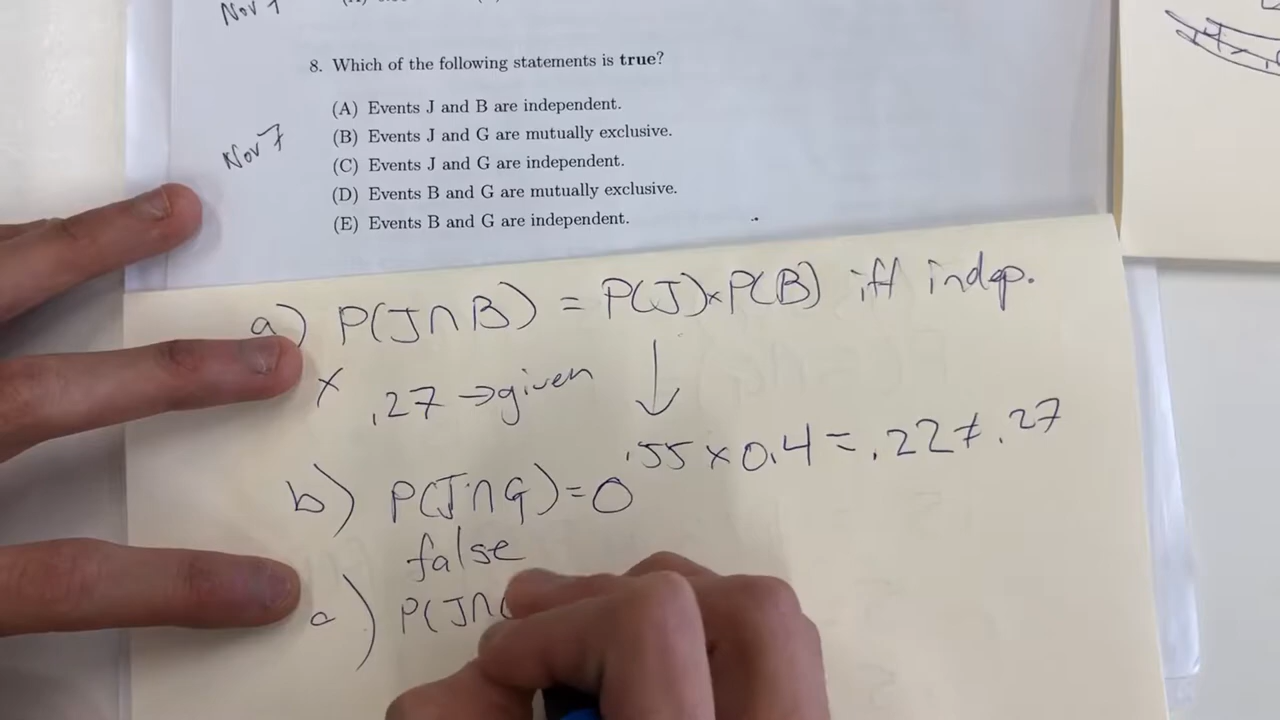 Nov 7
8. Which of the following statements is true?
(A) Events J and B are independent.
(B) Events J and G are mutually exclusive.
(C) Events J and G are independent.
(D) Events B and G are mutually exclusive.
(E) Events B and G are independent.
a) P(J∩B) = P(J)×P(B) iff indep.
× .27 →given
.55 × 0.4 = .22 ≠ .27
b) P(J∩G)=0
false
c) P(J∩